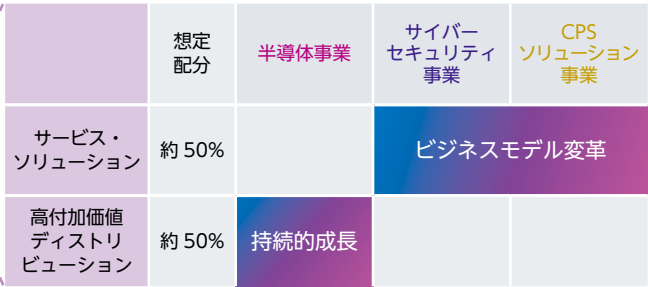 想定
配分
半導体事業
サイバー
セキュリティ
事業
CPS
ソリューション
事業
サービス・
ソリューション
約 50%
ビジネスモデル変革
高付加価値
ディストリ
ビューション
約 50%
持続的成長